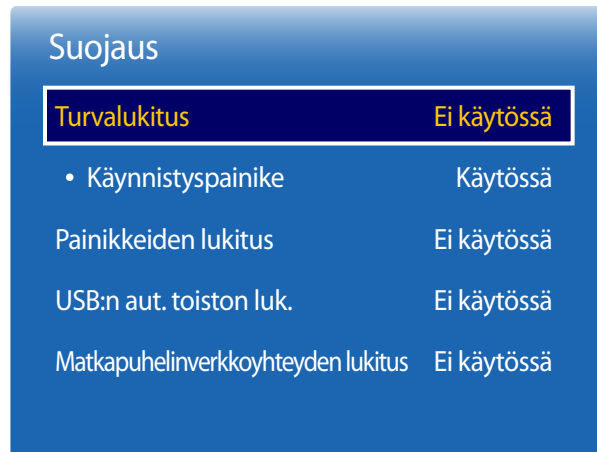 Suojaus
Turvalukitus Ei käytössä
• Käynnistyspainike Käytössä
Painikkeiden lukitus Ei käytössä
USB:n aut. toiston luk. Ei käytössä
Matkapuhelinverkkoyhteyden lukitus Ei käytössä